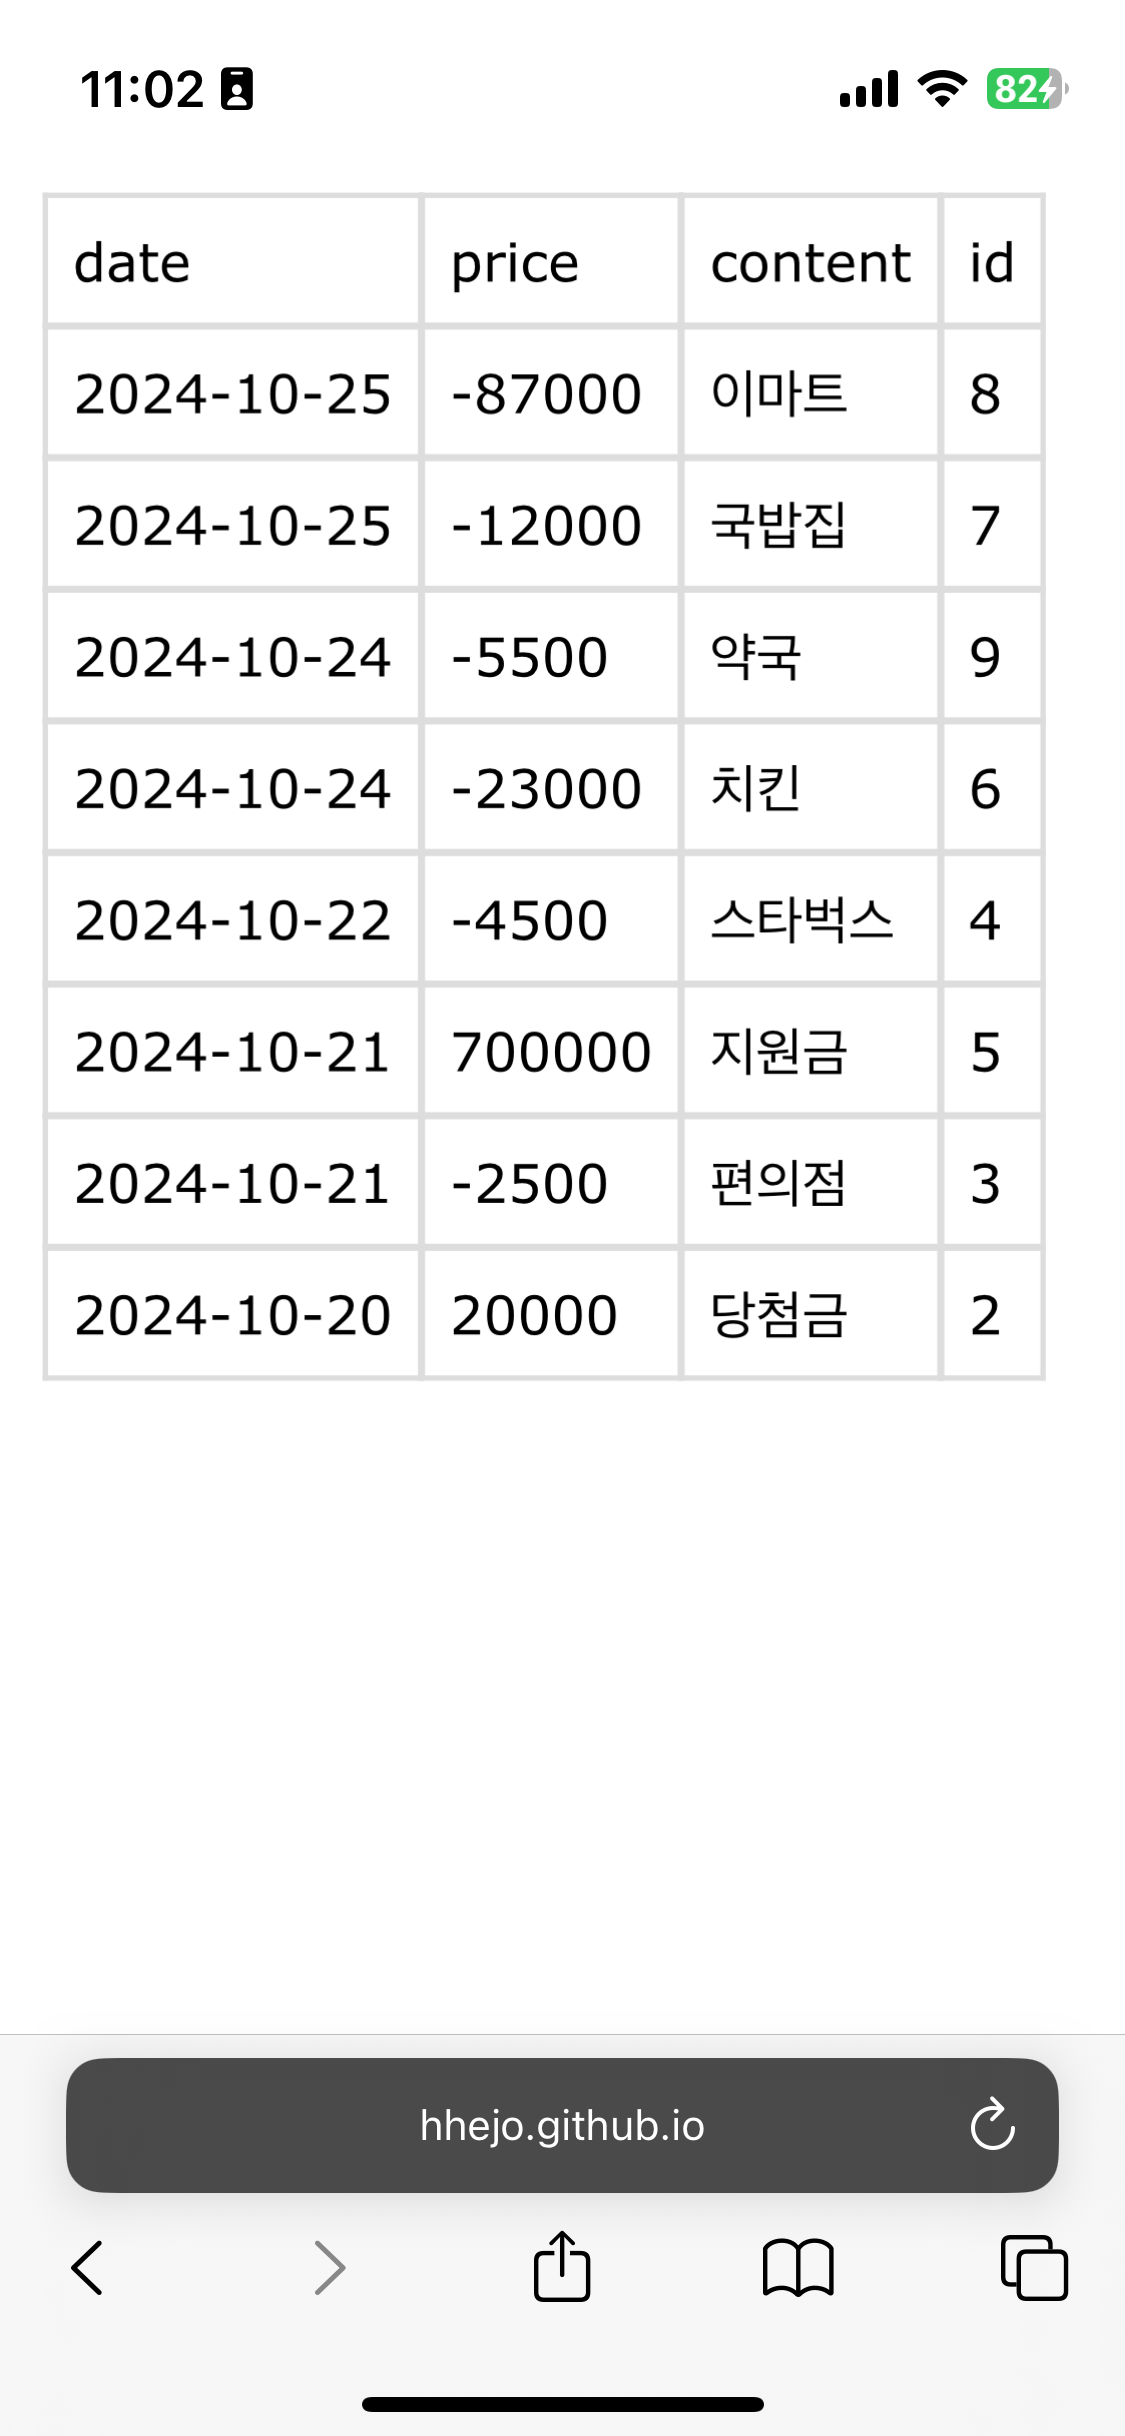 11:02
82
date price content id
2024-10-25 -87000 이마트 8
2024-10-25 -12000 국밥집 7
2024-10-24 -5500 약국 9
2024-10-24 -23000 치킨 6
2024-10-22 -4500 스타벅스 4
2024-10-21 700000 지원금 5
2024-10-21 -2500 편의점 3
2024-10-20 20000 당첨금 2
hhejo.github.io